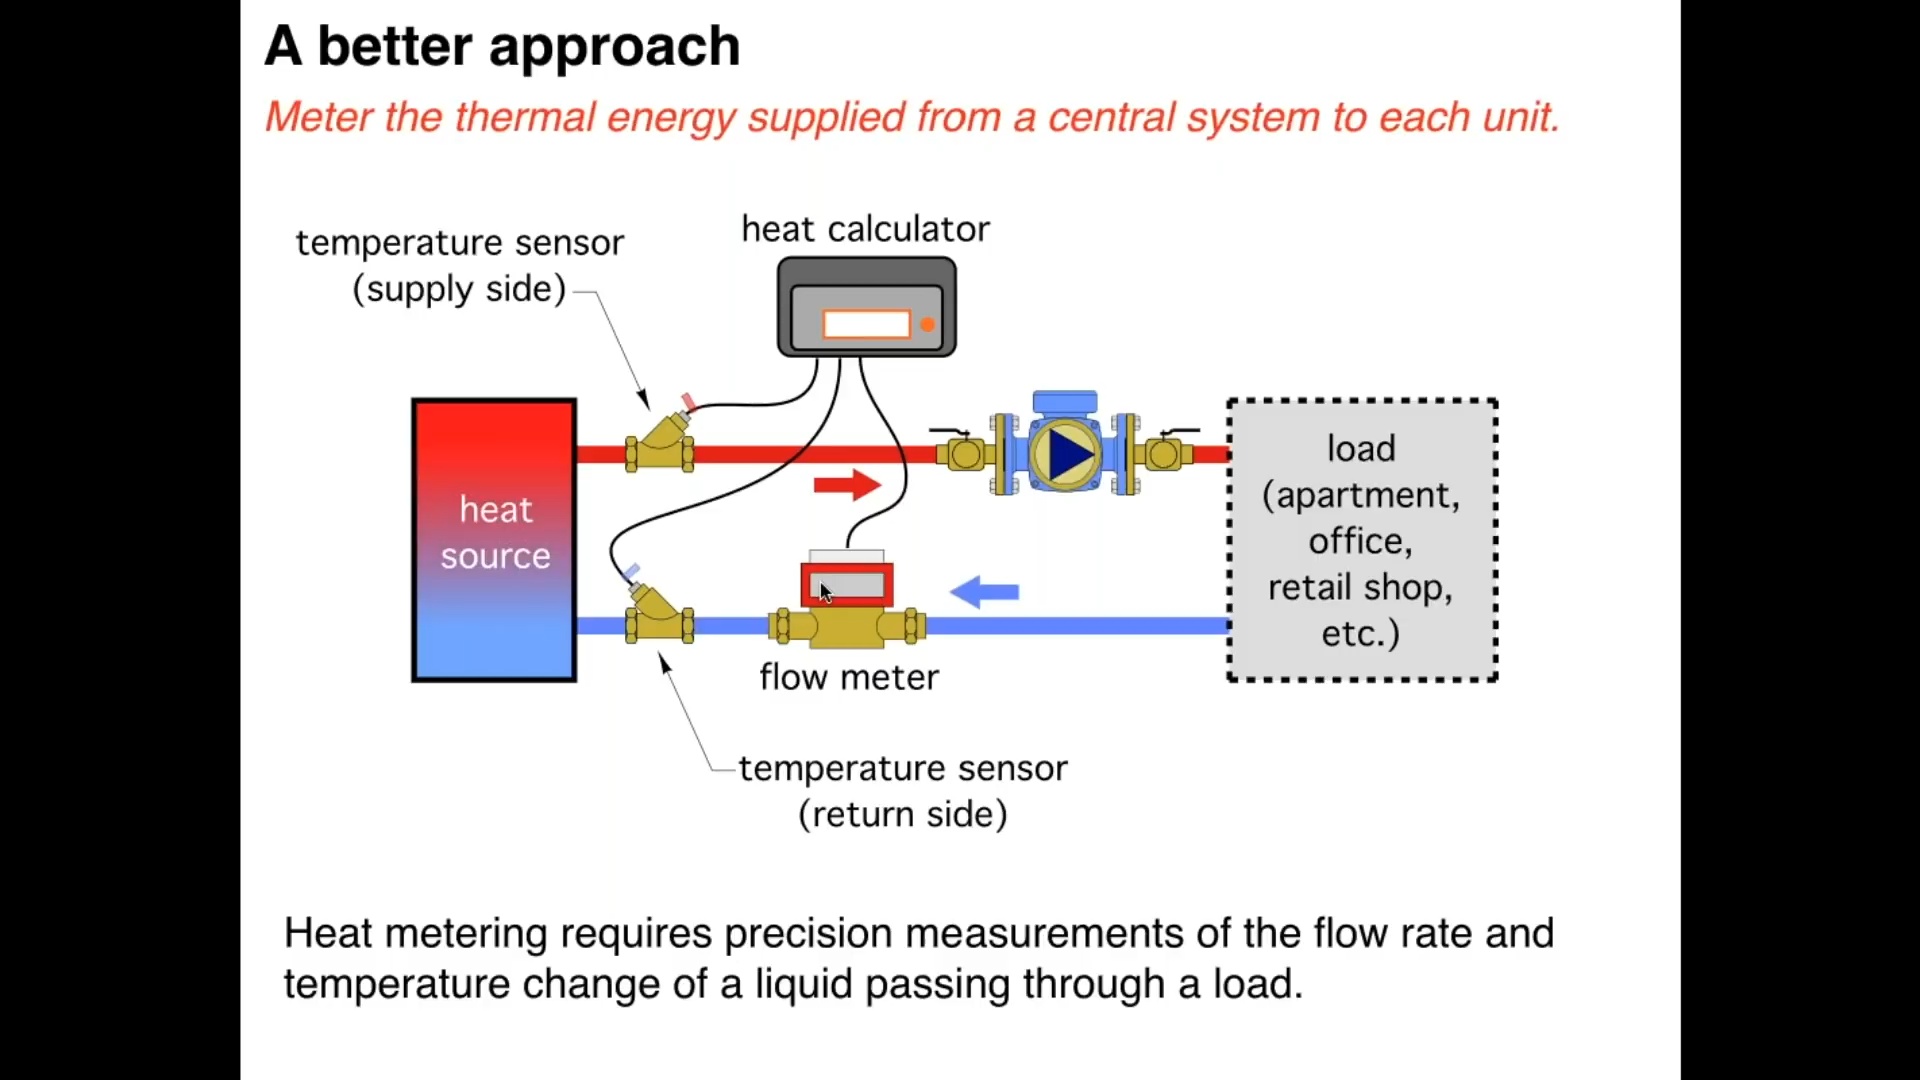 A better approach
Meter the thermal energy supplied from a central system to each unit.
temperature sensor
(supply side)
heat calculator
heat
source
load
(apartment,
office,
retail shop,
etc.)
flow meter
temperature sensor
(return side)
Heat metering requires precision measurements of the flow rate and
temperature change of a liquid passing through a load.